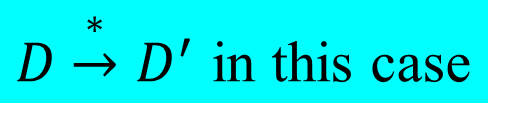 D →* D′ in this case